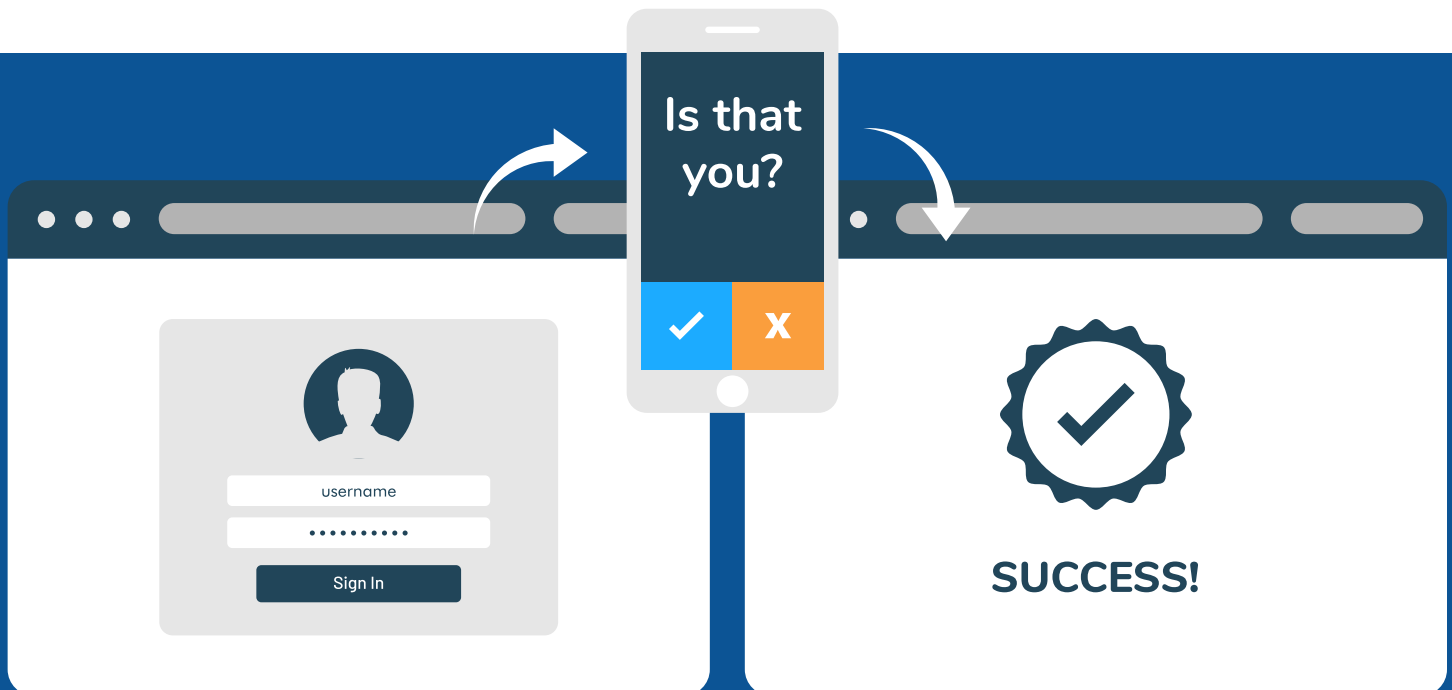 Is that
you?
X
username
••••••••••
Sign In
SUCCESS!